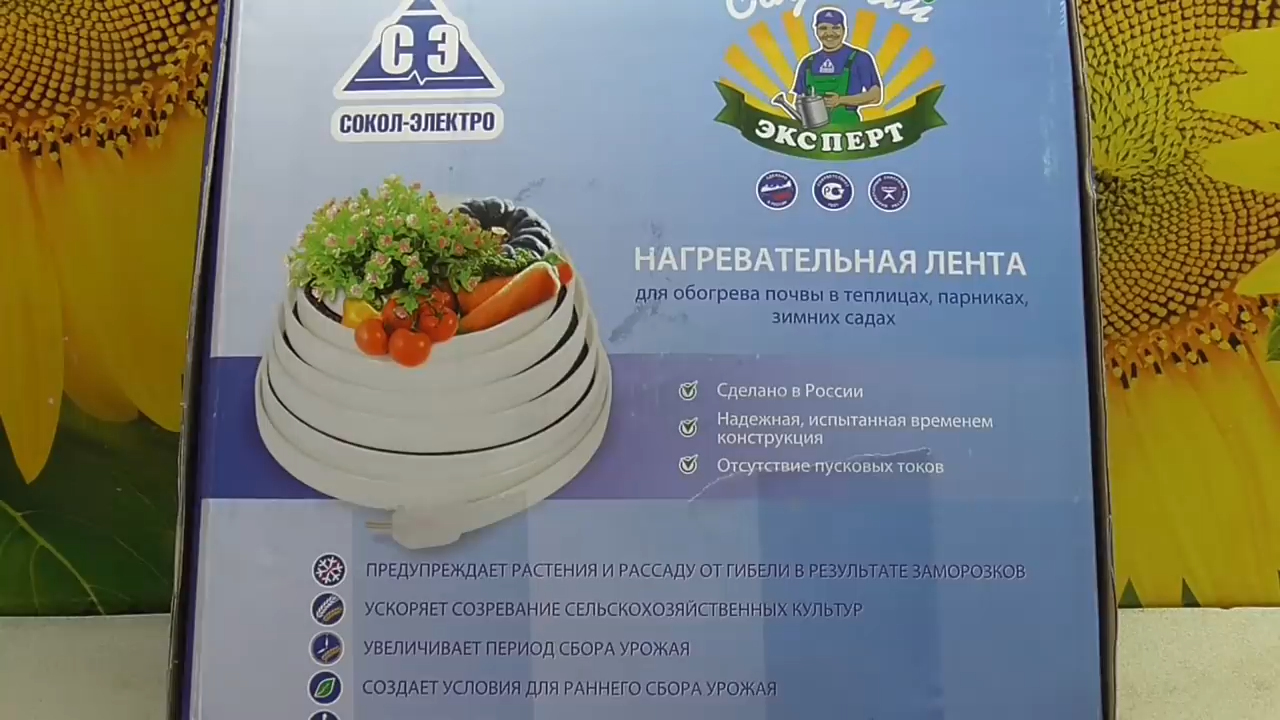 СЭ
СОКОЛ-ЭЛЕКТРО
ЭКСПЕРТ
НАГРЕВАТЕЛЬНАЯ ЛЕНТА
для обогрева почвы в теплицах, парниках,
зимних садах
Сделано в России
Надежная, испытанная временем
конструкция
Отсутствие пусковых токов
ПРЕДУПРЕЖДАЕТ РАСТЕНИЯ И РАССАДУ ОТ ГИБЕЛИ В РЕЗУЛЬТАТЕ ЗАМОРОЗКОВ
УСКОРЯЕТ СОЗРЕВАНИЕ СЕЛЬСКОХОЗЯЙСТВЕННЫХ КУЛЬТУР
УВЕЛИЧИВАЕТ ПЕРИОД СБОРА УРОЖАЯ
СОЗДАЕТ УСЛОВИЯ ДЛЯ РАННЕГО СБОРА УРОЖАЯ